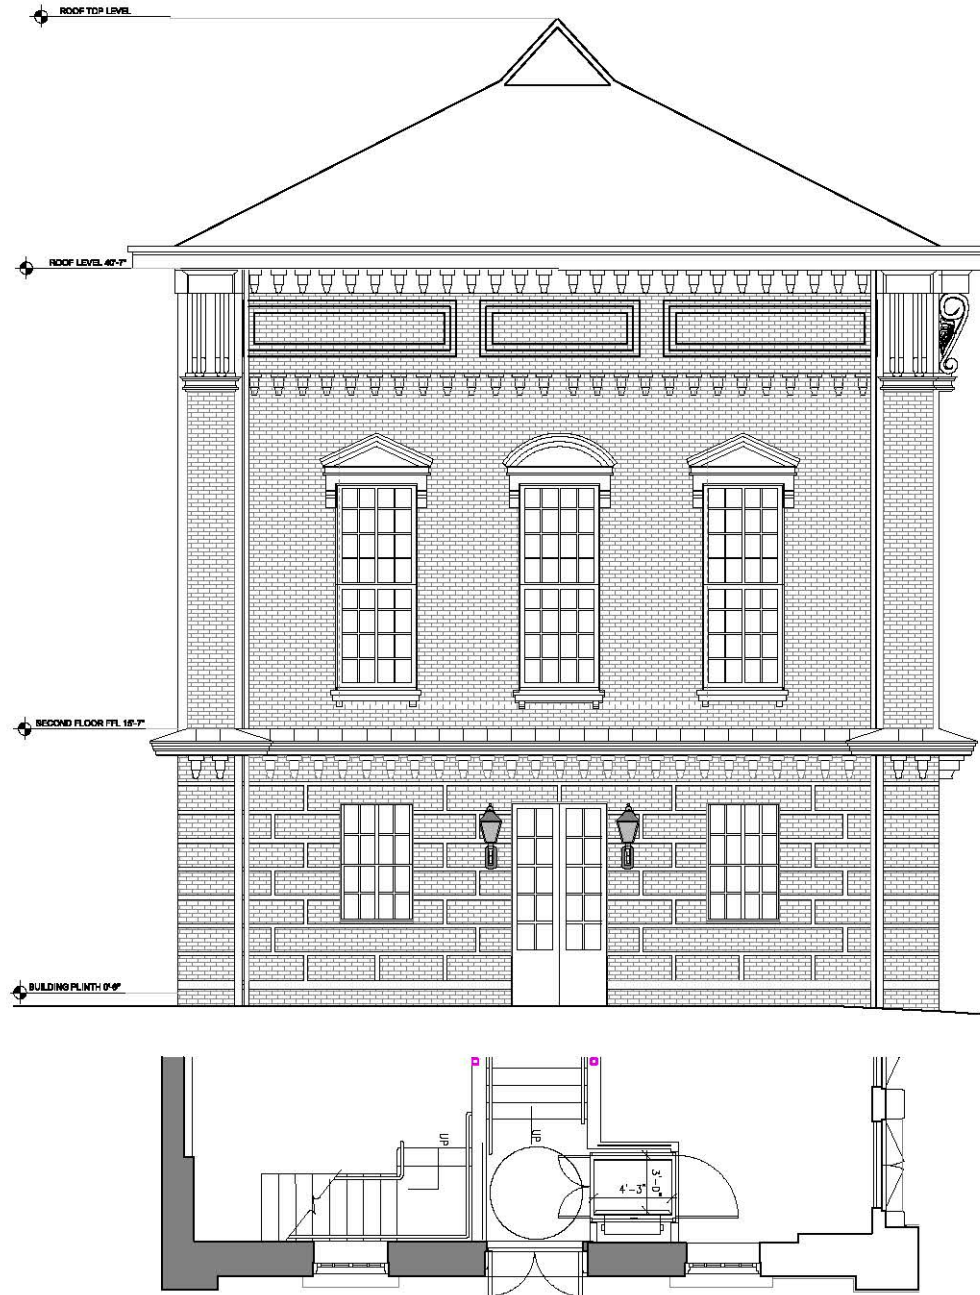 ROOF TOP LEVEL
ROOF LEVEL 40'-7"
SECOND FLOOR FFL 15'-7"
BUILDING PLINTH 0'-6"
UP
UP
4'-3"
3'-0"